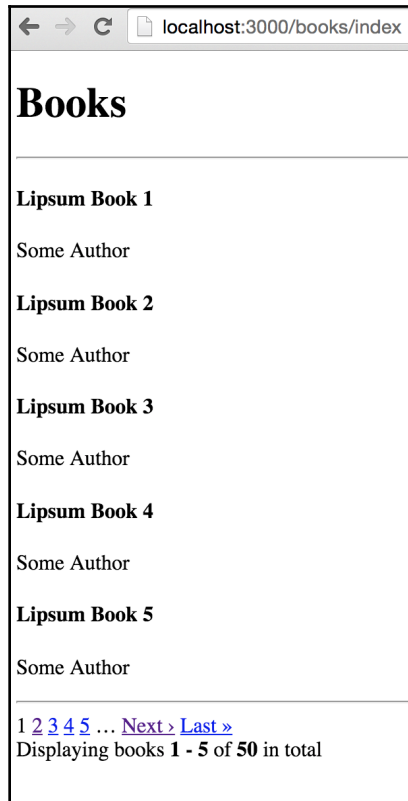 localhost:3000/books/index
Books
Lipsum Book 1
Some Author
Lipsum Book 2
Some Author
Lipsum Book 3
Some Author
Lipsum Book 4
Some Author
Lipsum Book 5
Some Author
1 2 3 4 5 … Next › Last »
Displaying books 1 - 5 of 50 in total